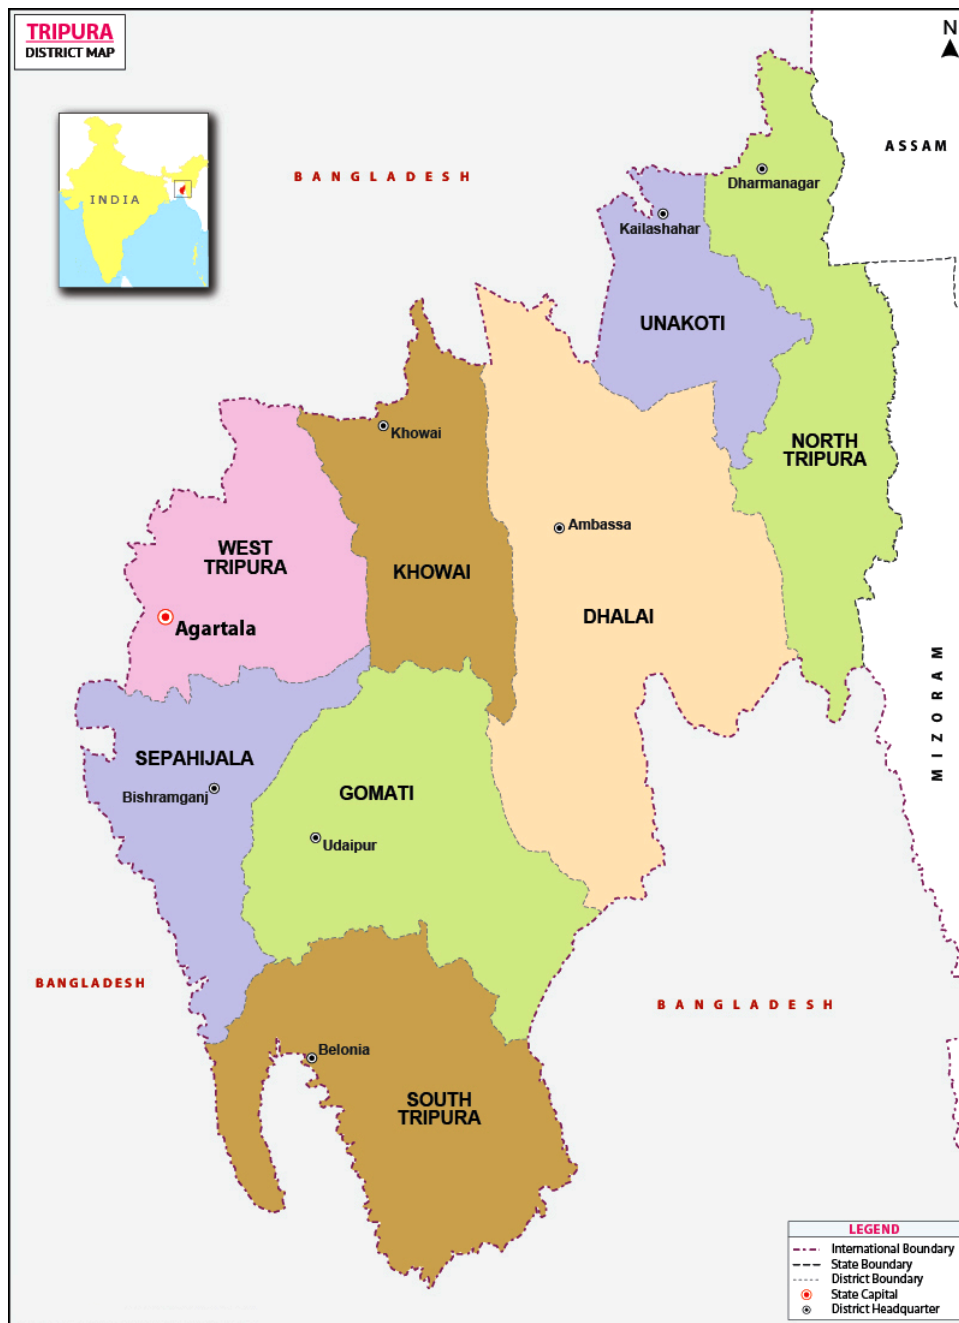 TRIPURA
DISTRICT MAP
N
INDIA
BANGLADESH
ASSAM
Dharmanagar
Kailashahar
UNAKOTI
Khowai
NORTH
TRIPURA
Ambassa
WEST
TRIPURA
KHOWAI
DHALAI
Agartala
MIZORAM
SEPAHIJALA
Bishramganj
GOMATI
Udaipur
BANGLADESH
BANGLADESH
Belonia
SOUTH
TRIPURA
LEGEND
International Boundary
State Boundary
District Boundary
State Capital
District Headquarter